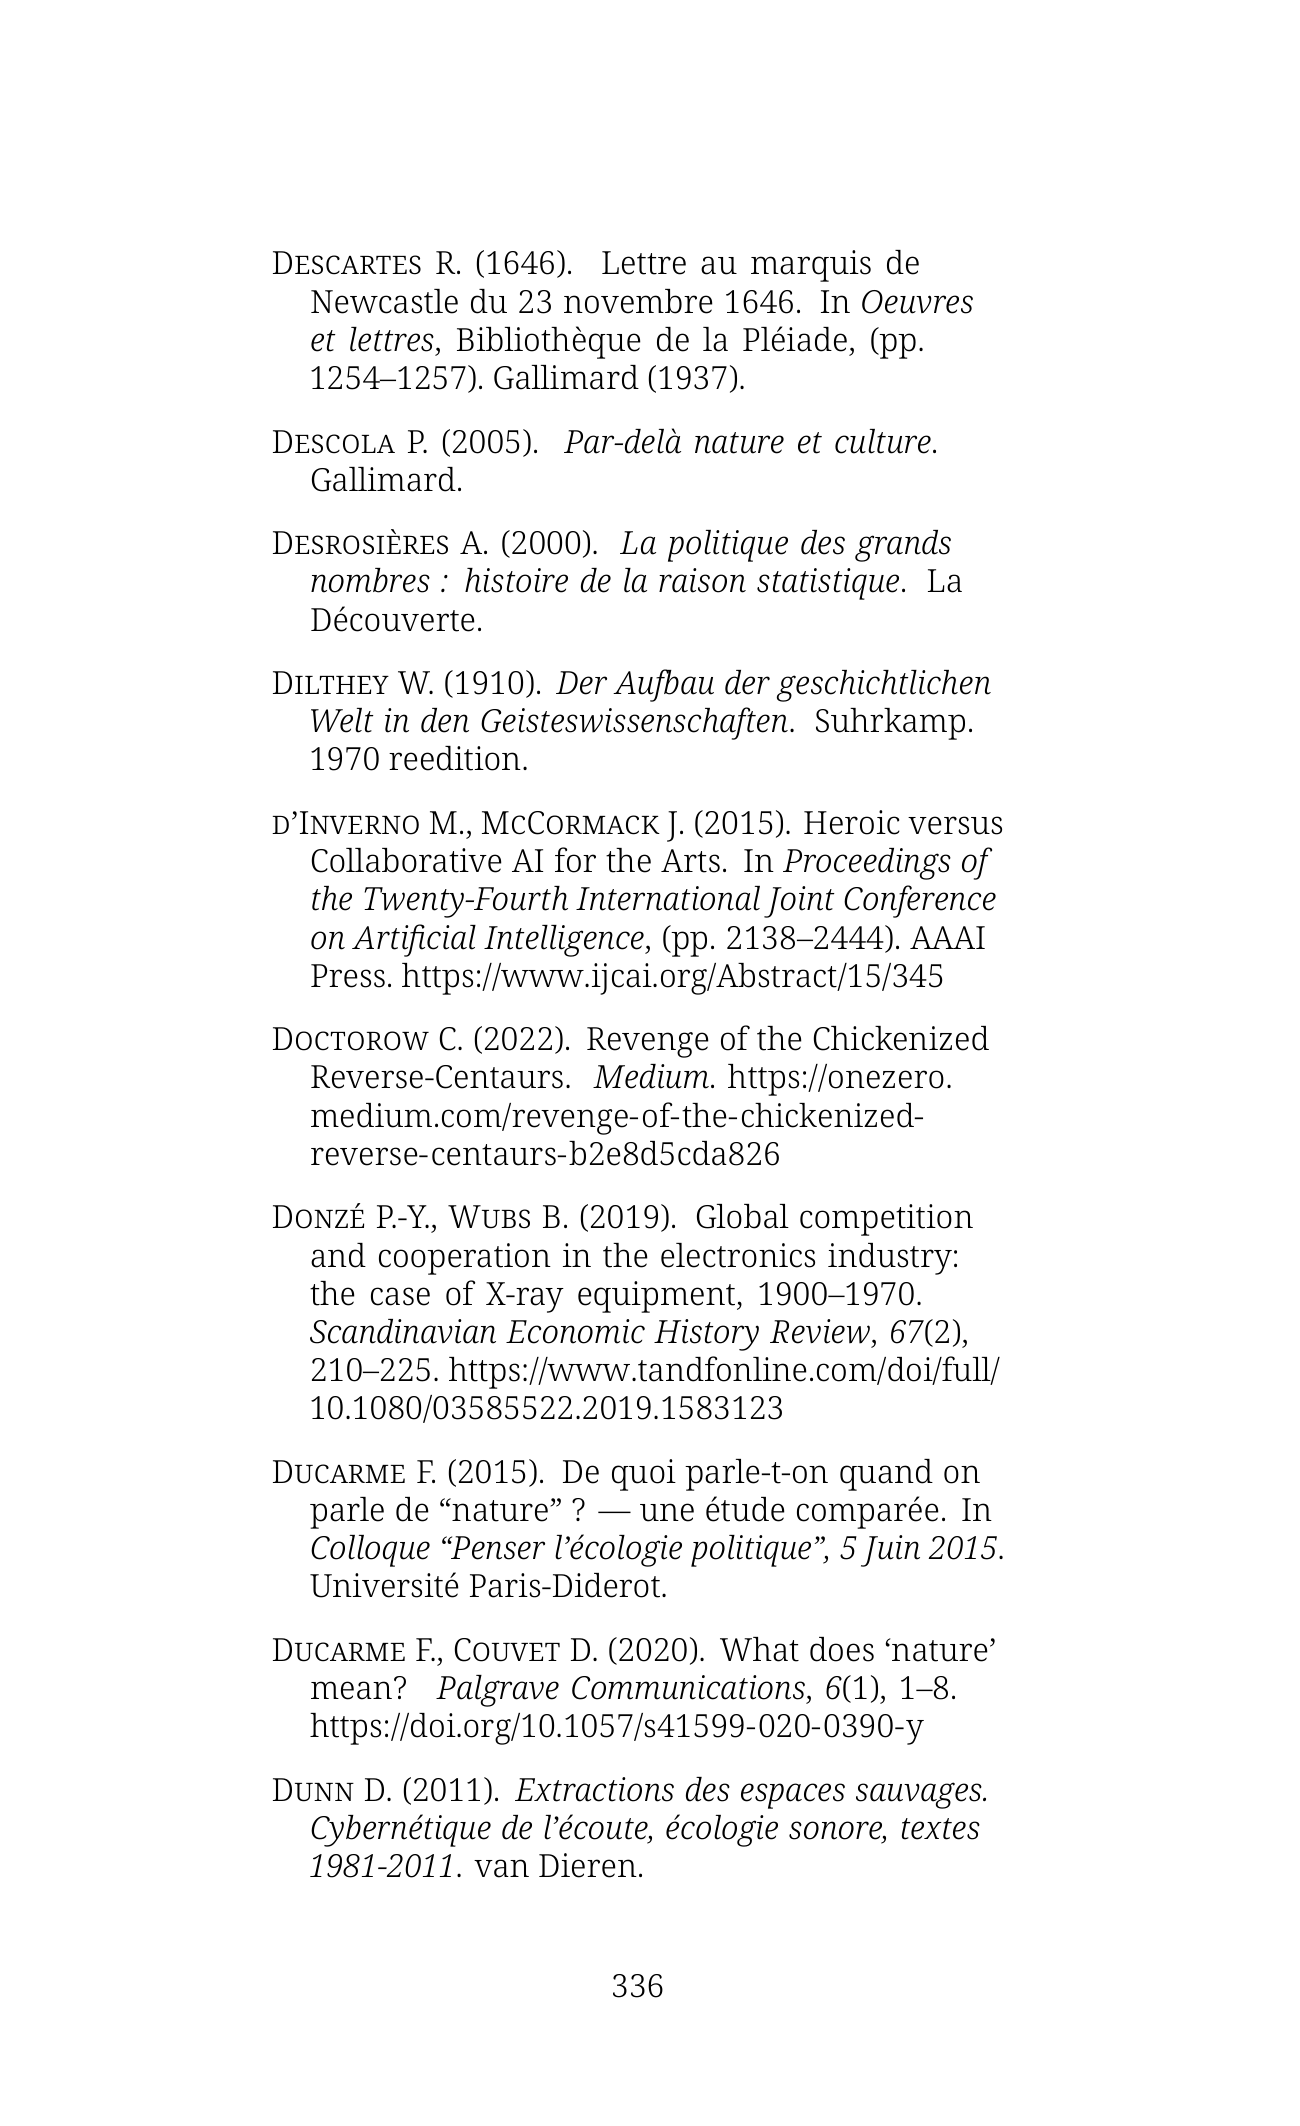 DESCARTES R. (1646). Lettre au marquis de
Newcastle du 23 novembre 1646. In Oeuvres
et lettres, Bibliothèque de la Pléiade, (pp.
1254–1257). Gallimard (1937).
DESCOLA P. (2005). Par-delà nature et culture.
Gallimard.
DESROSIÈRES A. (2000). La politique des grands
nombres : histoire de la raison statistique. La
Découverte.
DILTHEY W. (1910). Der Aufbau der geschichtlichen
Welt in den Geisteswissenschaften. Suhrkamp.
1970 reedition.
D’INVERNO M., MCCORMACK J. (2015). Heroic versus
Collaborative AI for the Arts. In Proceedings of
the Twenty-Fourth International Joint Conference
on Artificial Intelligence, (pp. 2138–2444). AAAI
Press. https://www.ijcai.org/Abstract/15/345
DOCTOROW C. (2022). Revenge of the Chickenized
Reverse-Centaurs. Medium. https://onezero.
medium.com/revenge-of-the-chickenized-
reverse-centaurs-b2e8d5cda826
DONZÉ P.-Y., WUBS B. (2019). Global competition
and cooperation in the electronics industry:
the case of X-ray equipment, 1900–1970.
Scandinavian Economic History Review, 67(2),
210–225. https://www.tandfonline.com/doi/full/
10.1080/03585522.2019.1583123
DUCARME F. (2015). De quoi parle-t-on quand on
parle de “nature” ? — une étude comparée. In
Colloque “Penser l’écologie politique”, 5 Juin 2015.
Université Paris-Diderot.
DUCARME F., COUVET D. (2020). What does ‘nature’
mean? Palgrave Communications, 6(1), 1–8.
https://doi.org/10.1057/s41599-020-0390-y
DUNN D. (2011). Extractions des espaces sauvages.
Cybernétique de l’écoute, écologie sonore, textes
1981-2011. van Dieren.
336